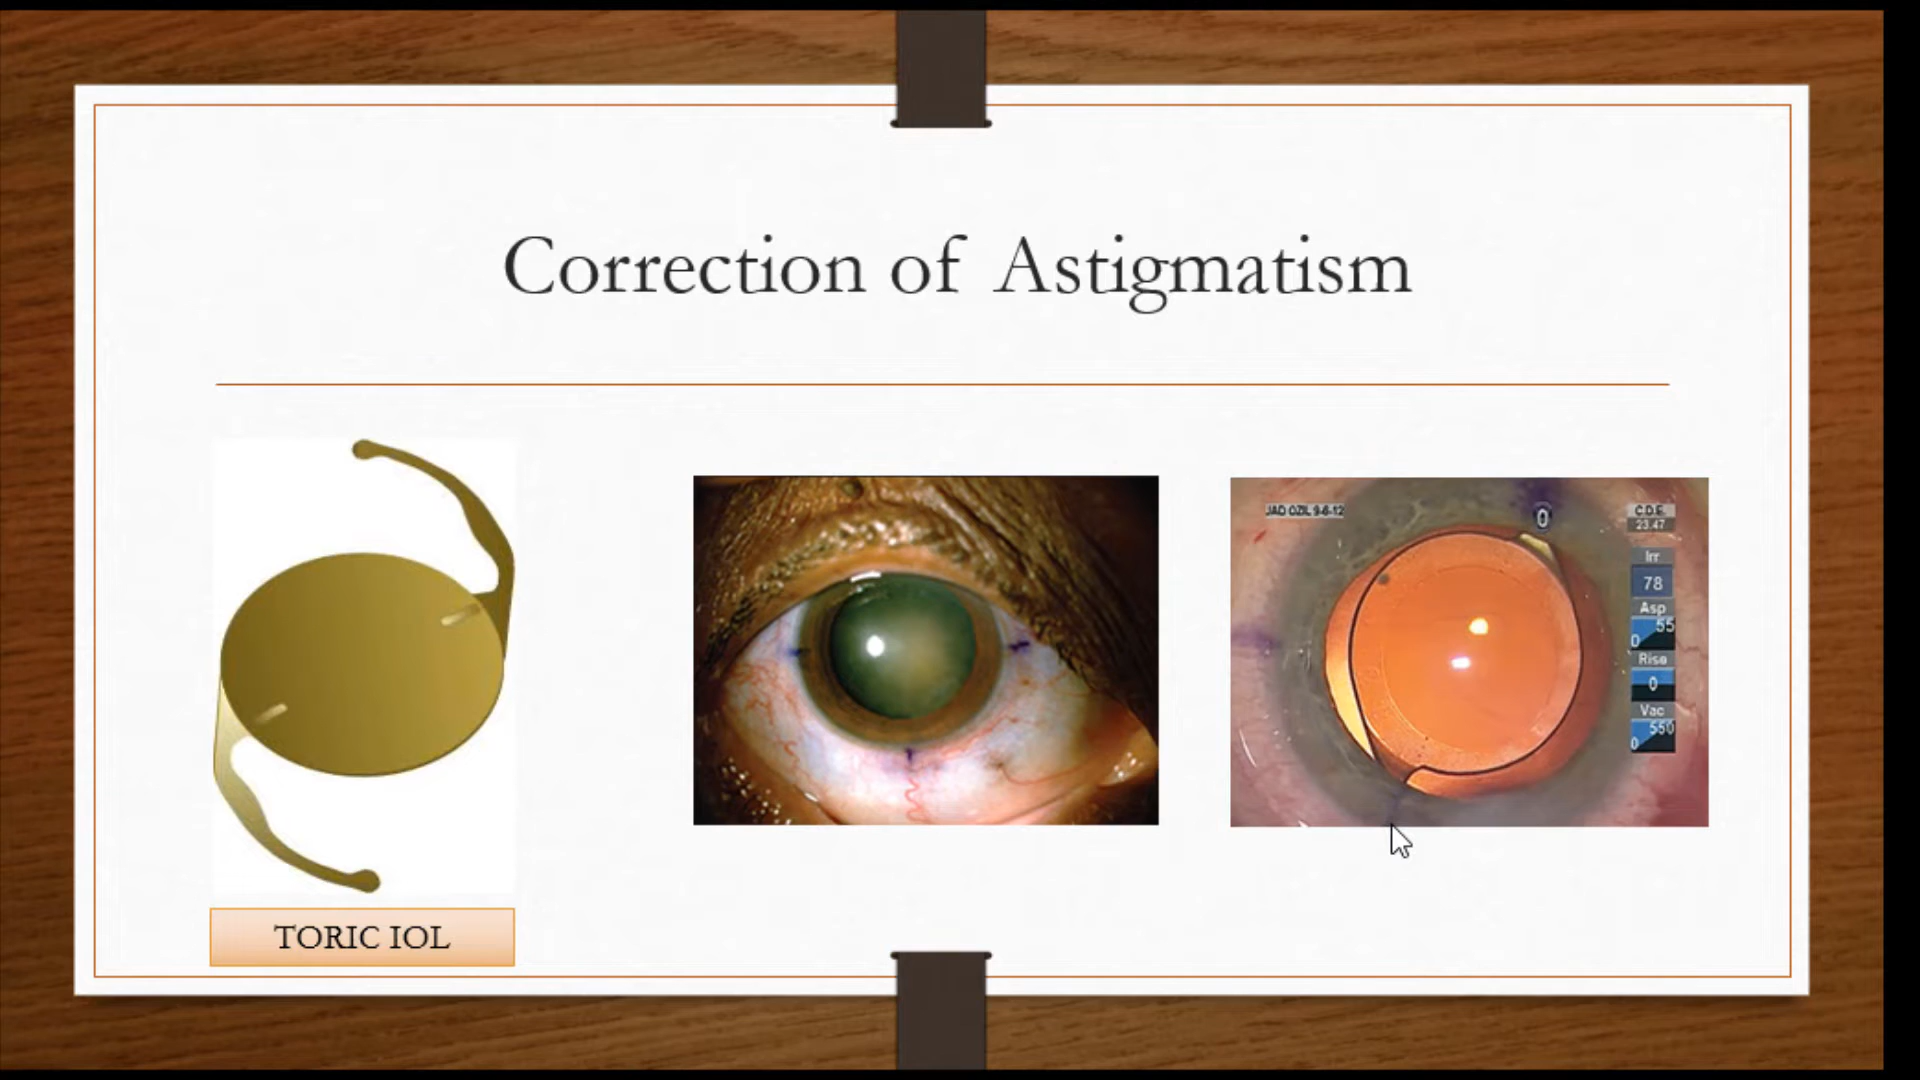 Correction of Astigmatism
JAD OZIL 9-6-12
0
C.D.E.
23.47
Irr
78
Asp
55
0
Rise
0
Vac
550
0
TORIC IOL